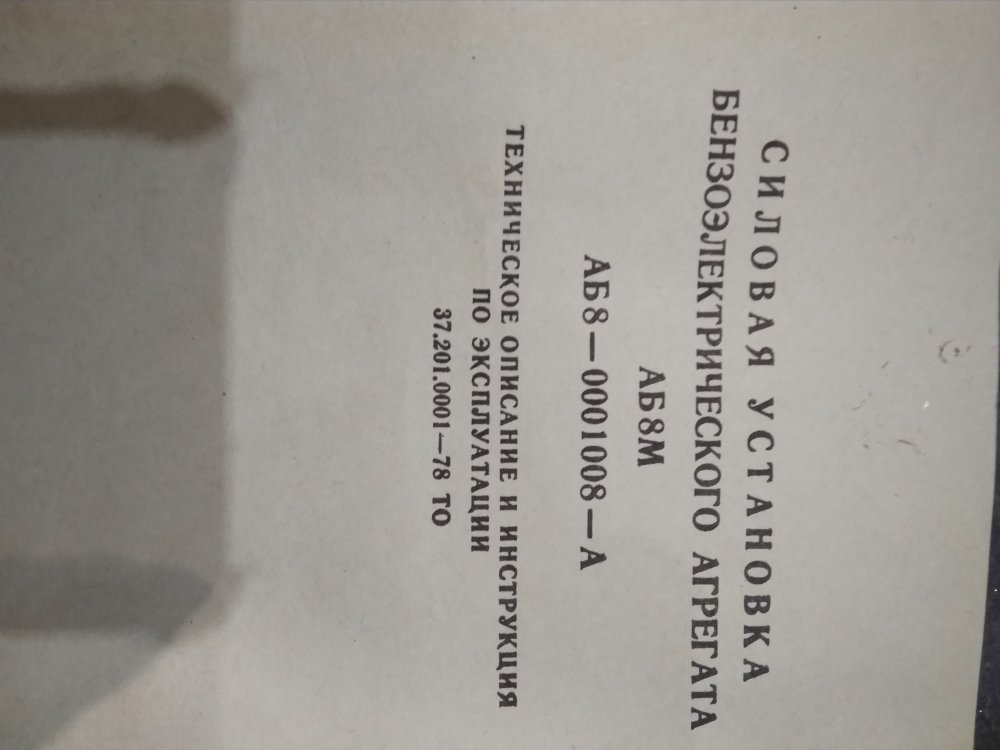 СИЛОВАЯ УСТАНОВКА
БЕНЗОЭЛЕКТРИЧЕСКОГО АГРЕГАТА
АБ8М
АБ8—0001008—А
ТЕХНИЧЕСКОЕ ОПИСАНИЕ И ИНСТРУКЦИЯ
ПО ЭКСПЛУАТАЦИИ
37.201.0001—78 ТО